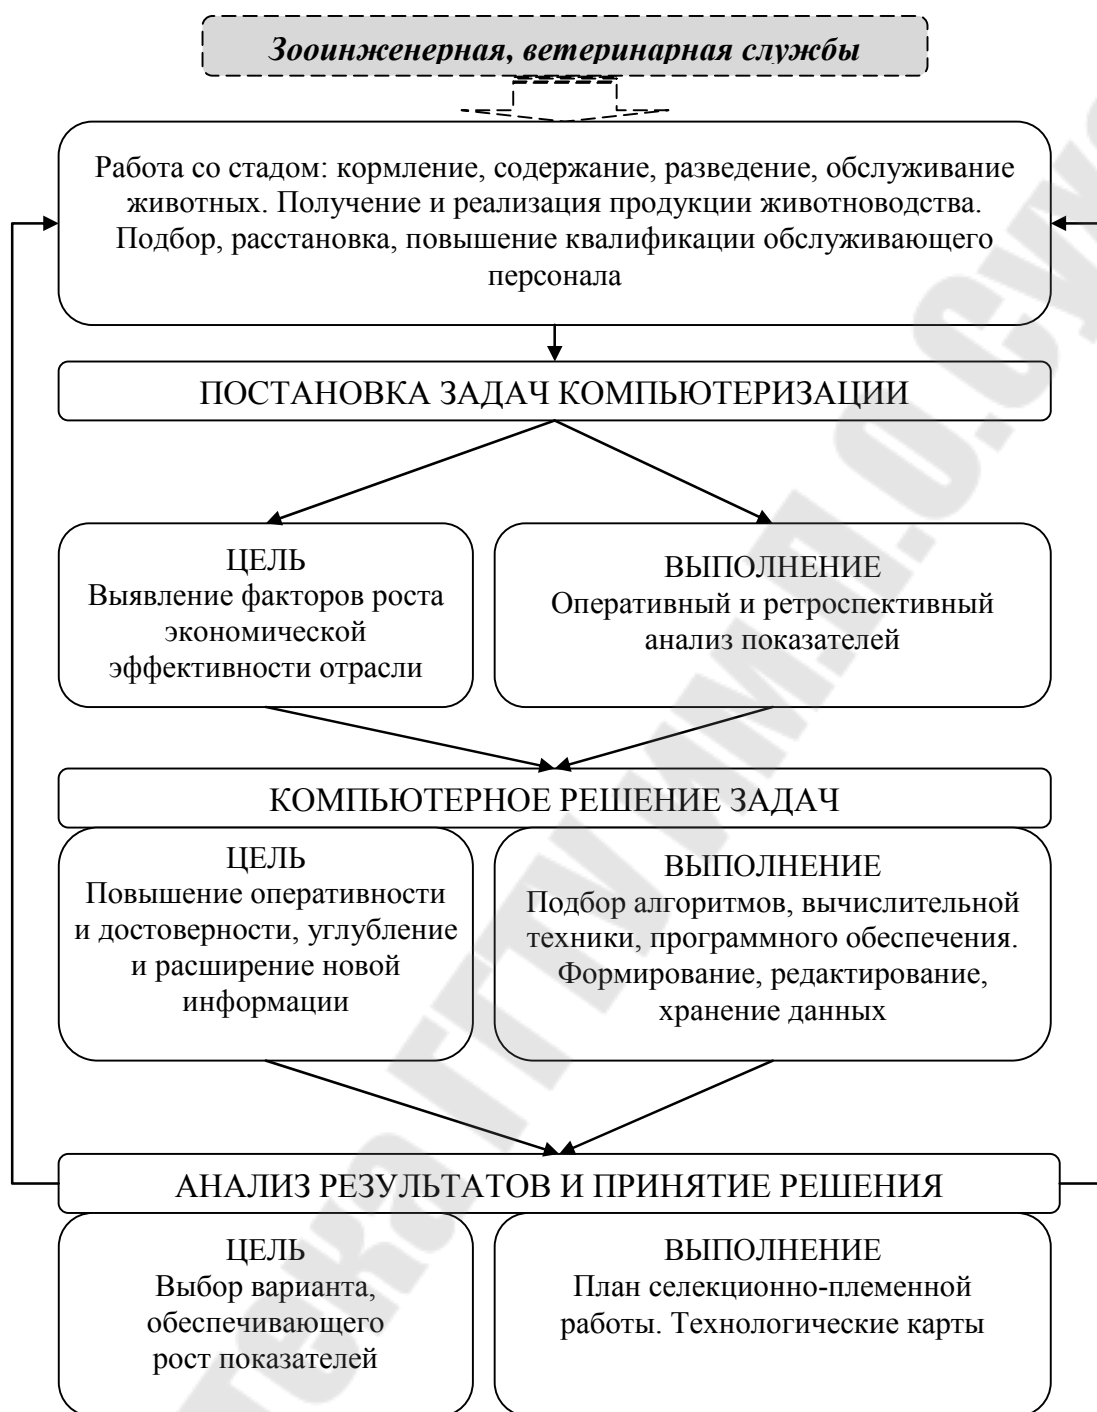 Зооинженерная, ветеринарная службы
Работа со стадом: кормление, содержание, разведение, обслуживание
животных. Получение и реализация продукции животноводства.
Подбор, расстановка, повышение квалификации обслуживающего
персонала
ПОСТАНОВКА ЗАДАЧ КОМПЬЮТЕРИЗАЦИИ
ЦЕЛЬ
Выявление факторов роста
экономической
эффективности отрасли
ВЫПОЛНЕНИЕ
Оперативный и ретроспективный
анализ показателей
КОМПЬЮТЕРНОЕ РЕШЕНИЕ ЗАДАЧ
ЦЕЛЬ
Повышение оперативности
и достоверности, углубление
и расширение новой
информации
ВЫПОЛНЕНИЕ
Подбор алгоритмов, вычислительной
техники, программного обеспечения.
Формирование, редактирование,
хранение данных
АНАЛИЗ РЕЗУЛЬТАТОВ И ПРИНЯТИЕ РЕШЕНИЯ
ЦЕЛЬ
Выбор варианта,
обеспечивающего
рост показателей
ВЫПОЛНЕНИЕ
План селекционно-племенной
работы. Технологические карты
ГГТУ им.П.О.